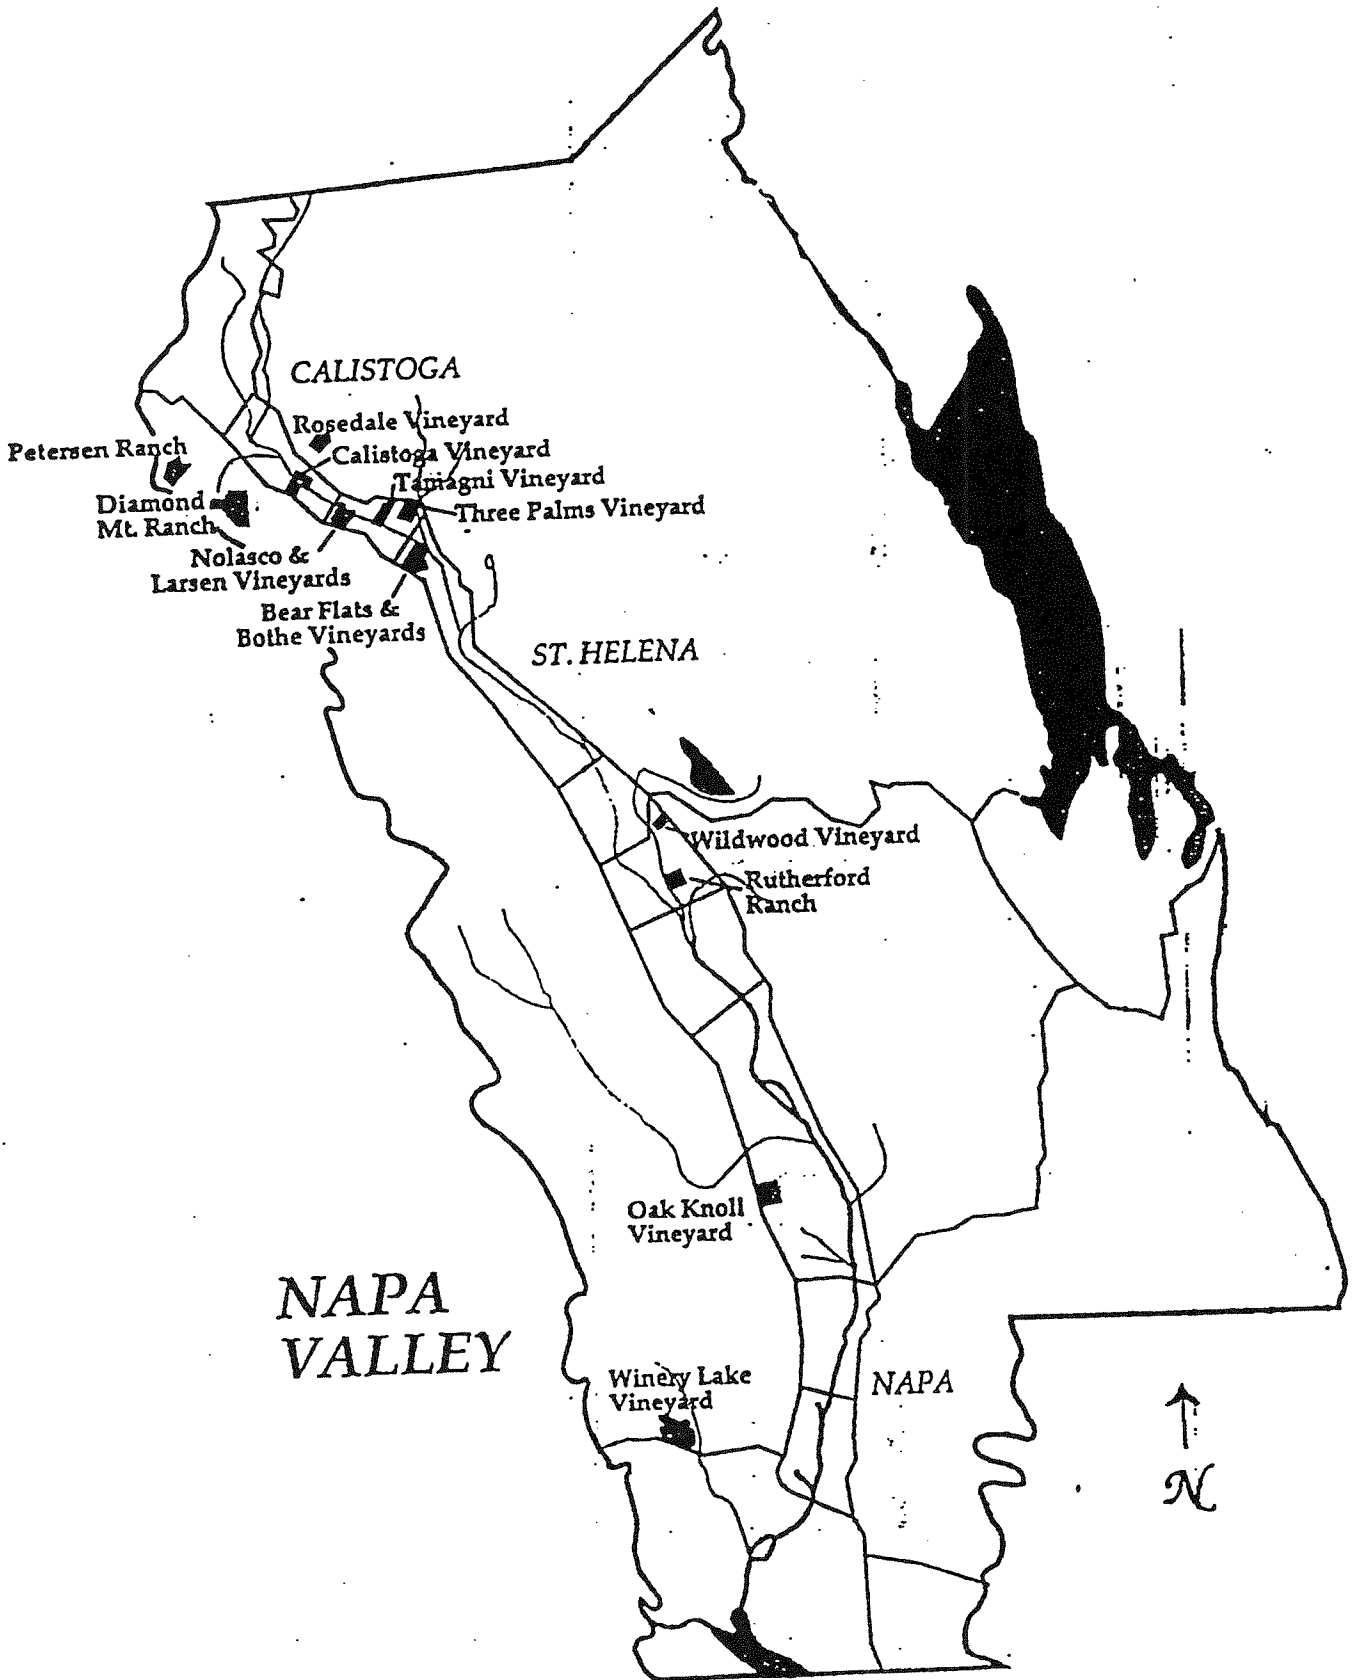 CALISTOGA
Rosedale Vineyard
Petersen Ranch
Calistoga Vineyard
Tamagni Vineyard
Diamond
Mt. Ranch
Three Palms Vineyard
Nolasco &
Larsen Vineyards
Bear Flats &
Bothe Vineyards
ST. HELENA
Wildwood Vineyard
Rutherford
Ranch
Oak Knoll
Vineyard
NAPA
VALLEY
Winery Lake
Vineyard
NAPA
N